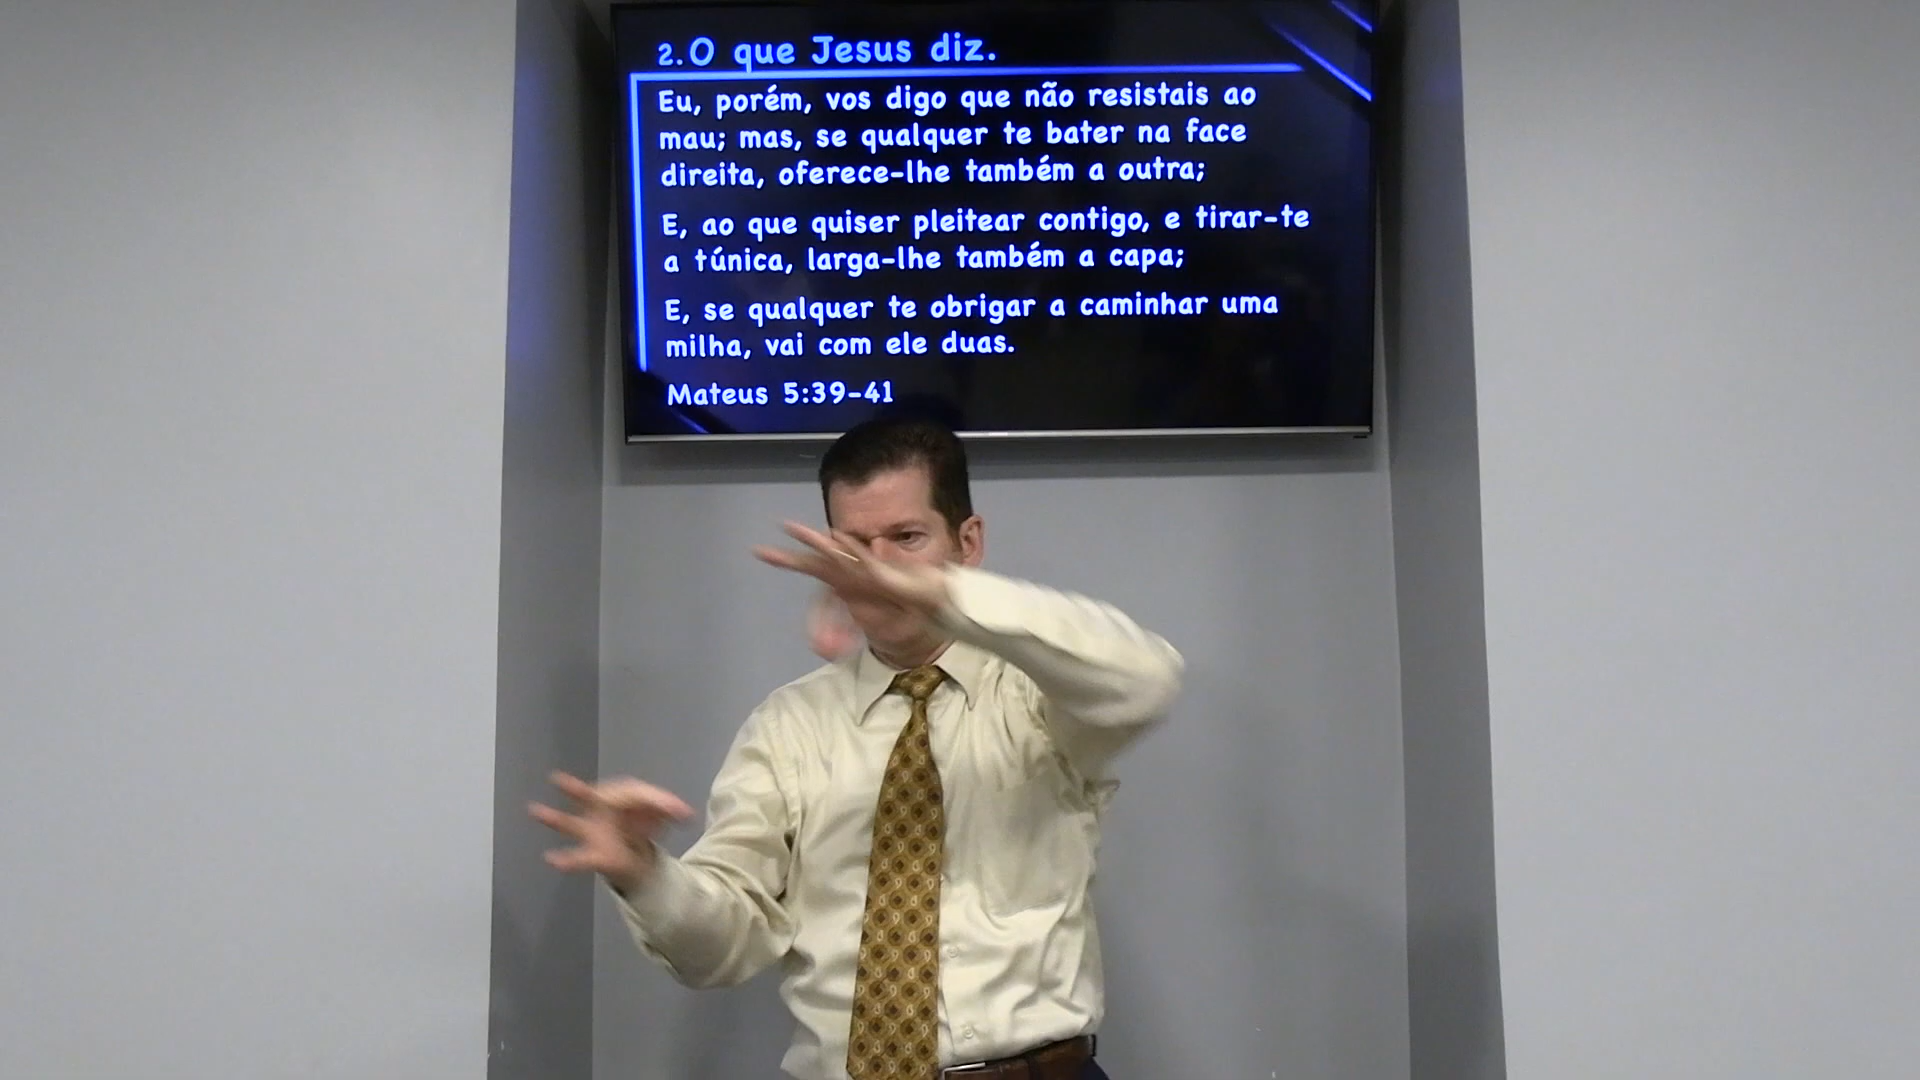 2. O que Jesus diz.
Eu, porém, vos digo que não resistais ao
mau; mas, se qualquer te bater na face
direita, oferece-lhe também a outra;
E, ao que quiser pleitear contigo, e tirar-te
a túnica, larga-lhe também a capa;
E, se qualquer te obrigar a caminhar uma
milha, vai com ele duas.
Mateus 5:39-41